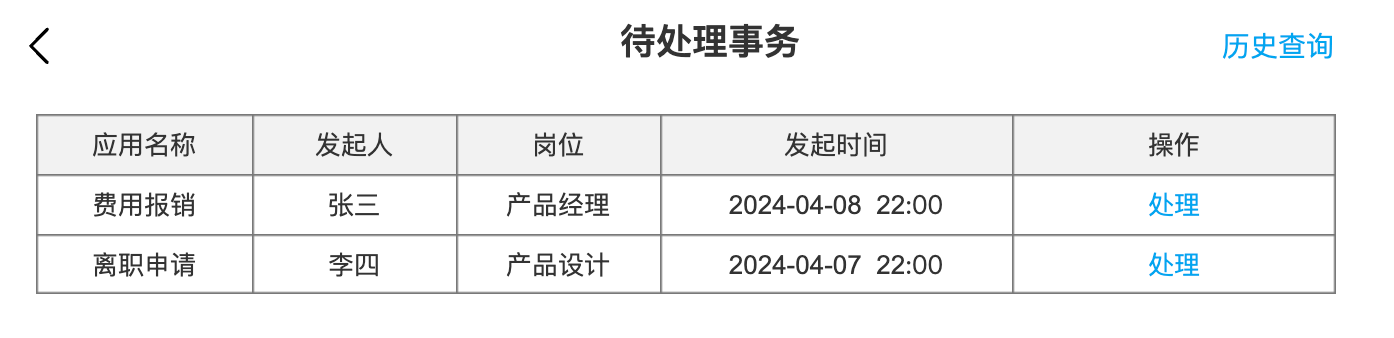 待处理事务
历史查询
应用名称 发起人 岗位 发起时间 操作
费用报销 张三 产品经理 2024-04-08 22:00 处理
离职申请 李四 产品设计 2024-04-07 22:00 处理